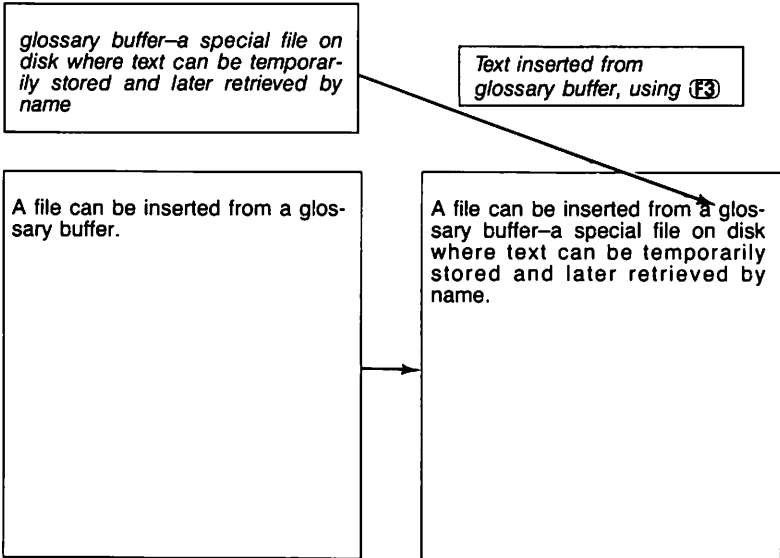 glossary buffer–a special file on
disk where text can be temporar-
ily stored and later retrieved by
name
Text inserted from
glossary buffer, using F3
A file can be inserted from a glos-
sary buffer.
A file can be inserted from a glos-
sary buffer–a special file on disk
where text can be temporarily
stored and later retrieved by
name.